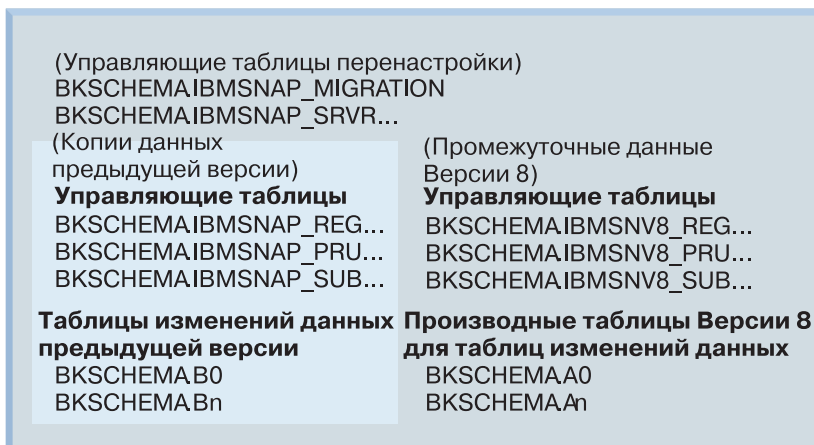 (Управляющие таблицы перенастройки)
BKSCHEMA.IBMSNAP_MIGRATION
BKSCHEMA.IBMSNAP_SRVR...
(Копии данных
предыдущей версии)
Управляющие таблицы
BKSCHEMA.IBMSNAP_REG...
BKSCHEMA.IBMSNAP_PRU...
BKSCHEMA.IBMSNAP_SUB...
Таблицы изменений данных
предыдущей версии
BKSCHEMA.B0
BKSCHEMA.Bn
(Промежуточные данные
Версии 8)
Управляющие таблицы
BKSCHEMA.IBMSNV8_REG...
BKSCHEMA.IBMSNV8_PRU...
BKSCHEMA.IBMSNV8_SUB...
Производные таблицы Версии 8
для таблиц изменений данных
BKSCHEMA.A0
BKSCHEMA.An